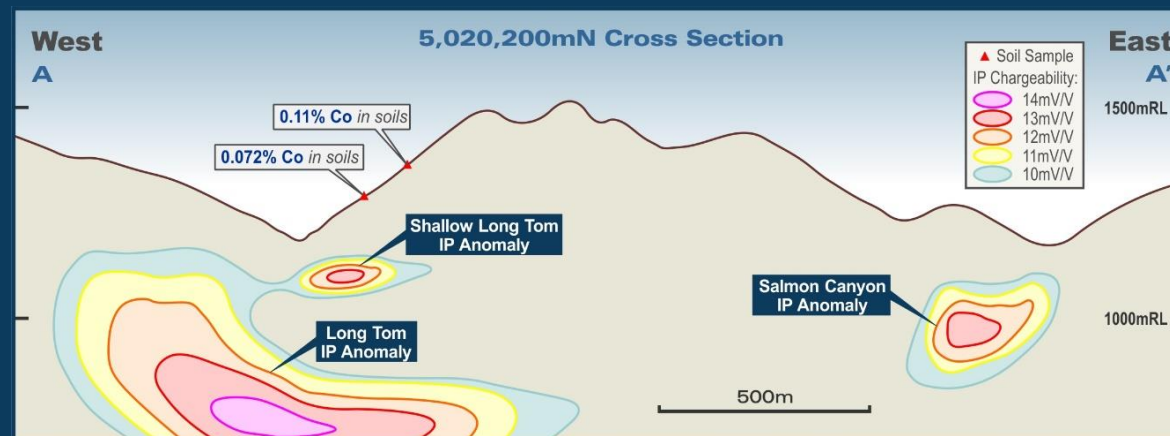 West
A
5,020,200mN Cross Section
East
A'
Soil Sample
IP Chargeability:
14mV/V
13mV/V
12mV/V
11mV/V
10mV/V
1500mRL
0.11% Co in soils
0.072% Co in soils
Shallow Long Tom
IP Anomaly
Salmon Canyon
IP Anomaly
1000mRL
Long Tom
IP Anomaly
500m